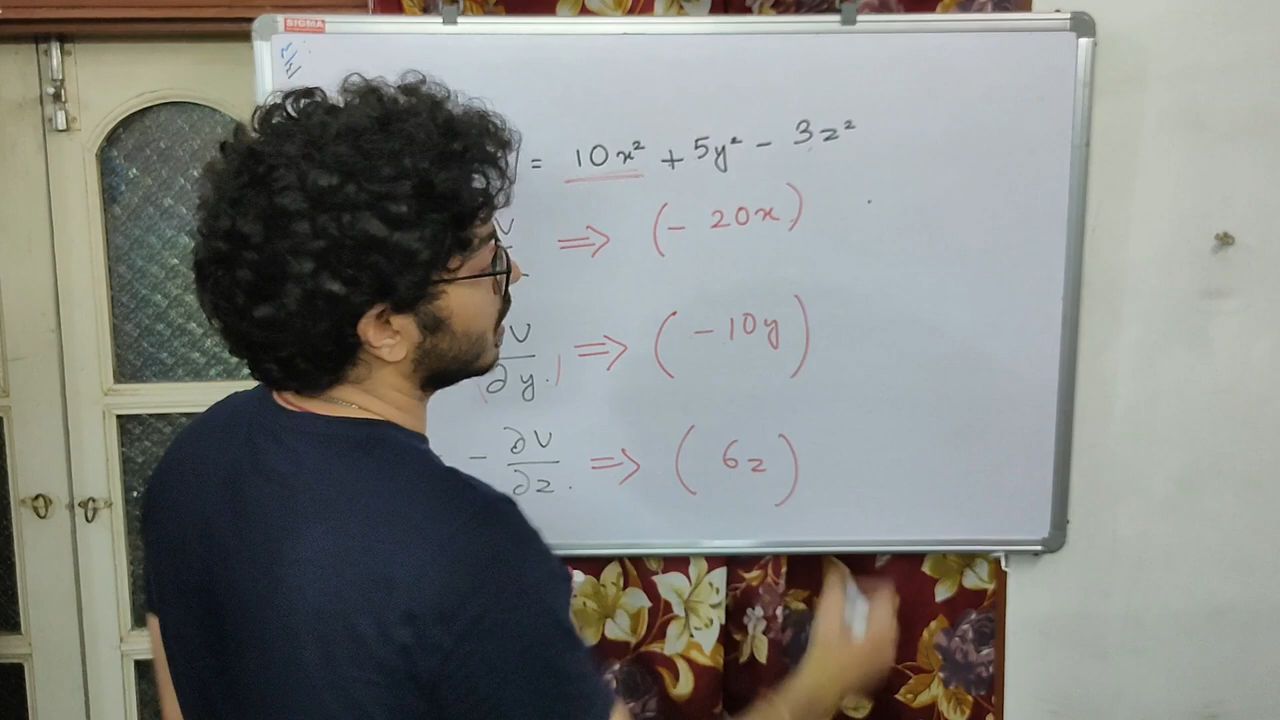 SIGMA
= 10x² + 5y² - 3z²
V ⇒ (- 20x)
∂V/∂y. ⇒ (-10y)
- ∂V/∂z. ⇒ (6z)